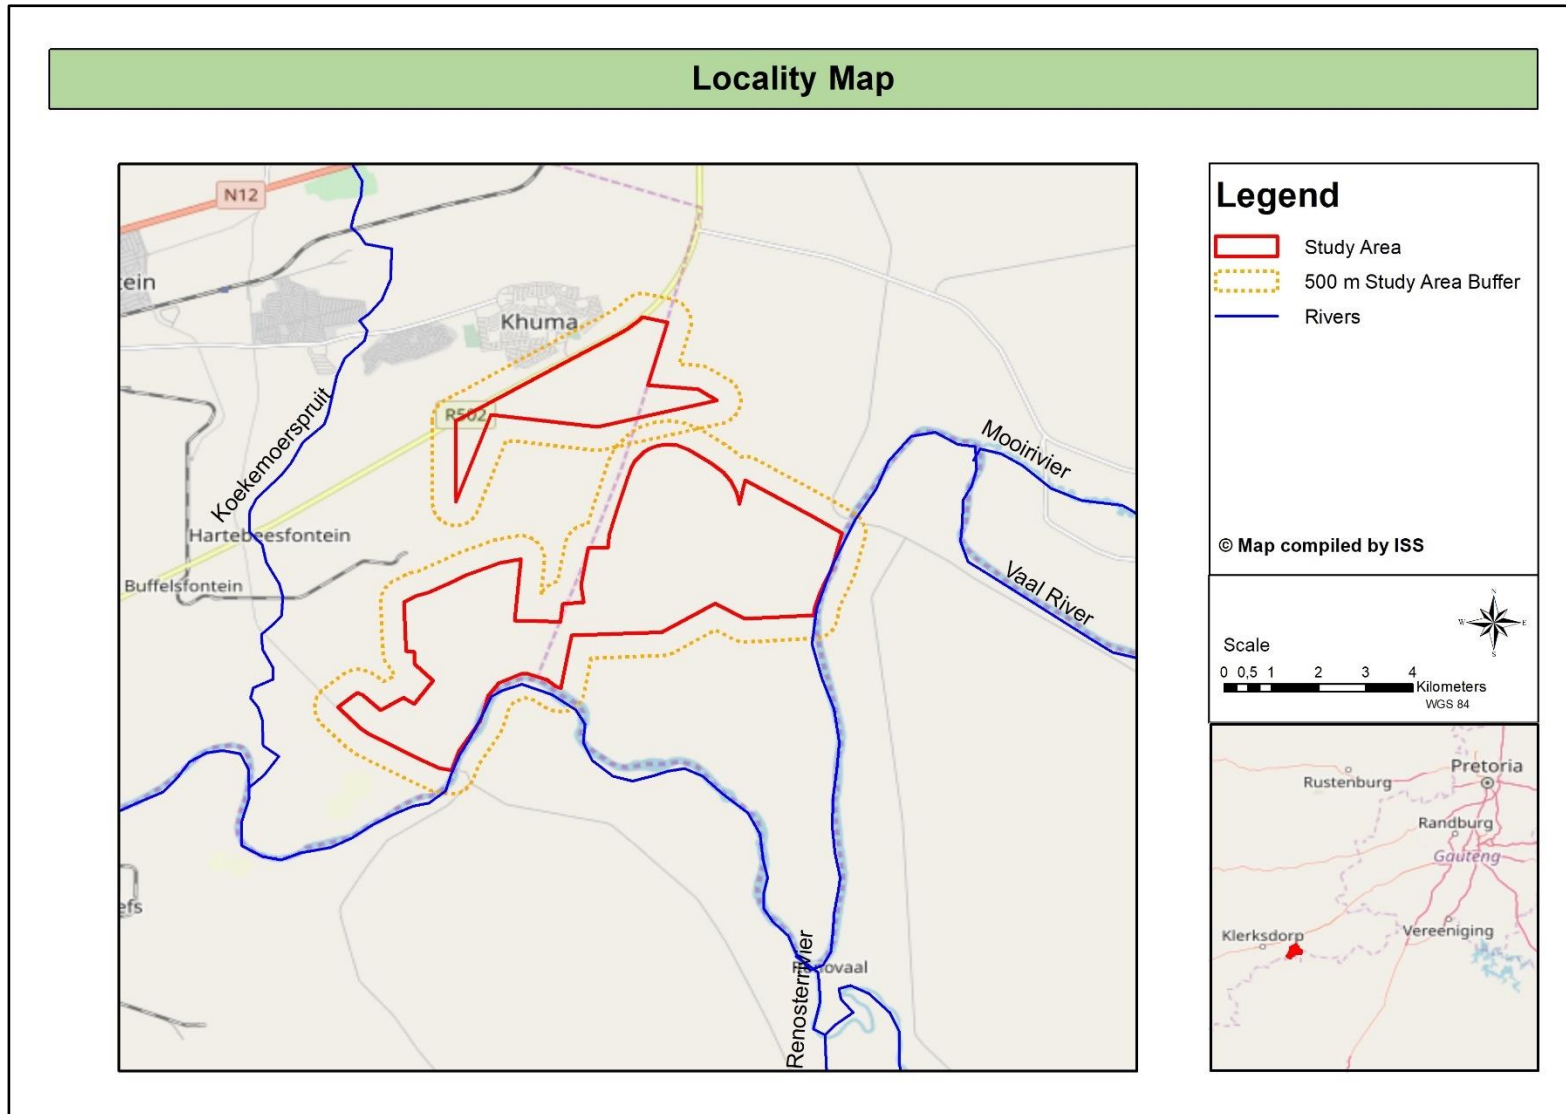 Locality Map
N12
tein
Khuma
R502
Koekemoerspruit
Mooirivier
Hartebeesfontein
Buffelsfontein
Vaal River
efs
Renovaal
Renosterrivier
Legend
Study Area
500 m Study Area Buffer
Rivers
© Map compiled by ISS
N
W E
S
Scale
0 0,5 1 2 3 4
Kilometers
WGS 84
Pretoria
Rustenburg
Randburg
Gauteng
Klerksdorp
Vereeniging